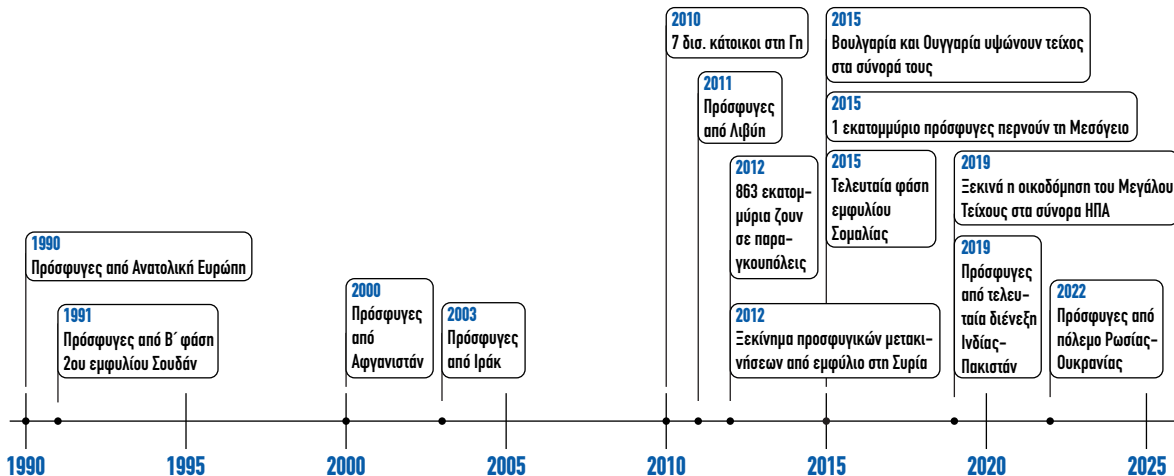 2010
7 δισ. κάτοικοι στη Γη
2015
Βουλγαρία και Ουγγαρία υψώνουν τείχος
στα σύνορά τους
2011
Πρόσφυγες
από Λιβύη
2015
1 εκατομμύριο πρόσφυγες περνούν τη Μεσόγειο
2012
863 εκατομ-
μύρια ζουν
σε παρα-
γκουπόλεις
2015
Τελευταία φάση
εμφυλίου
Σομαλίας
2019
Ξεκινά η οικοδόμηση του Μεγάλου
Τείχους στα σύνορα ΗΠΑ
1990
Πρόσφυγες από Ανατολική Ευρώπη
1991
Πρόσφυγες από Β΄ φάση
2ου εμφυλίου Σουδάν
2000
Πρόσφυγες
από
Αφγανιστάν
2003
Πρόσφυγες
από Ιράκ
2012
Ξεκίνημα προσφυγικών μετακι-
νήσεων από εμφύλιο στη Συρία
2019
Πρόσφυγες
από τελευ-
ταία διένεξη
Ινδίας-
Πακιστάν
2022
Πρόσφυγες από
πόλεμο Ρωσίας-
Ουκρανίας
1990 1995 2000 2005 2010 2015 2020 2025